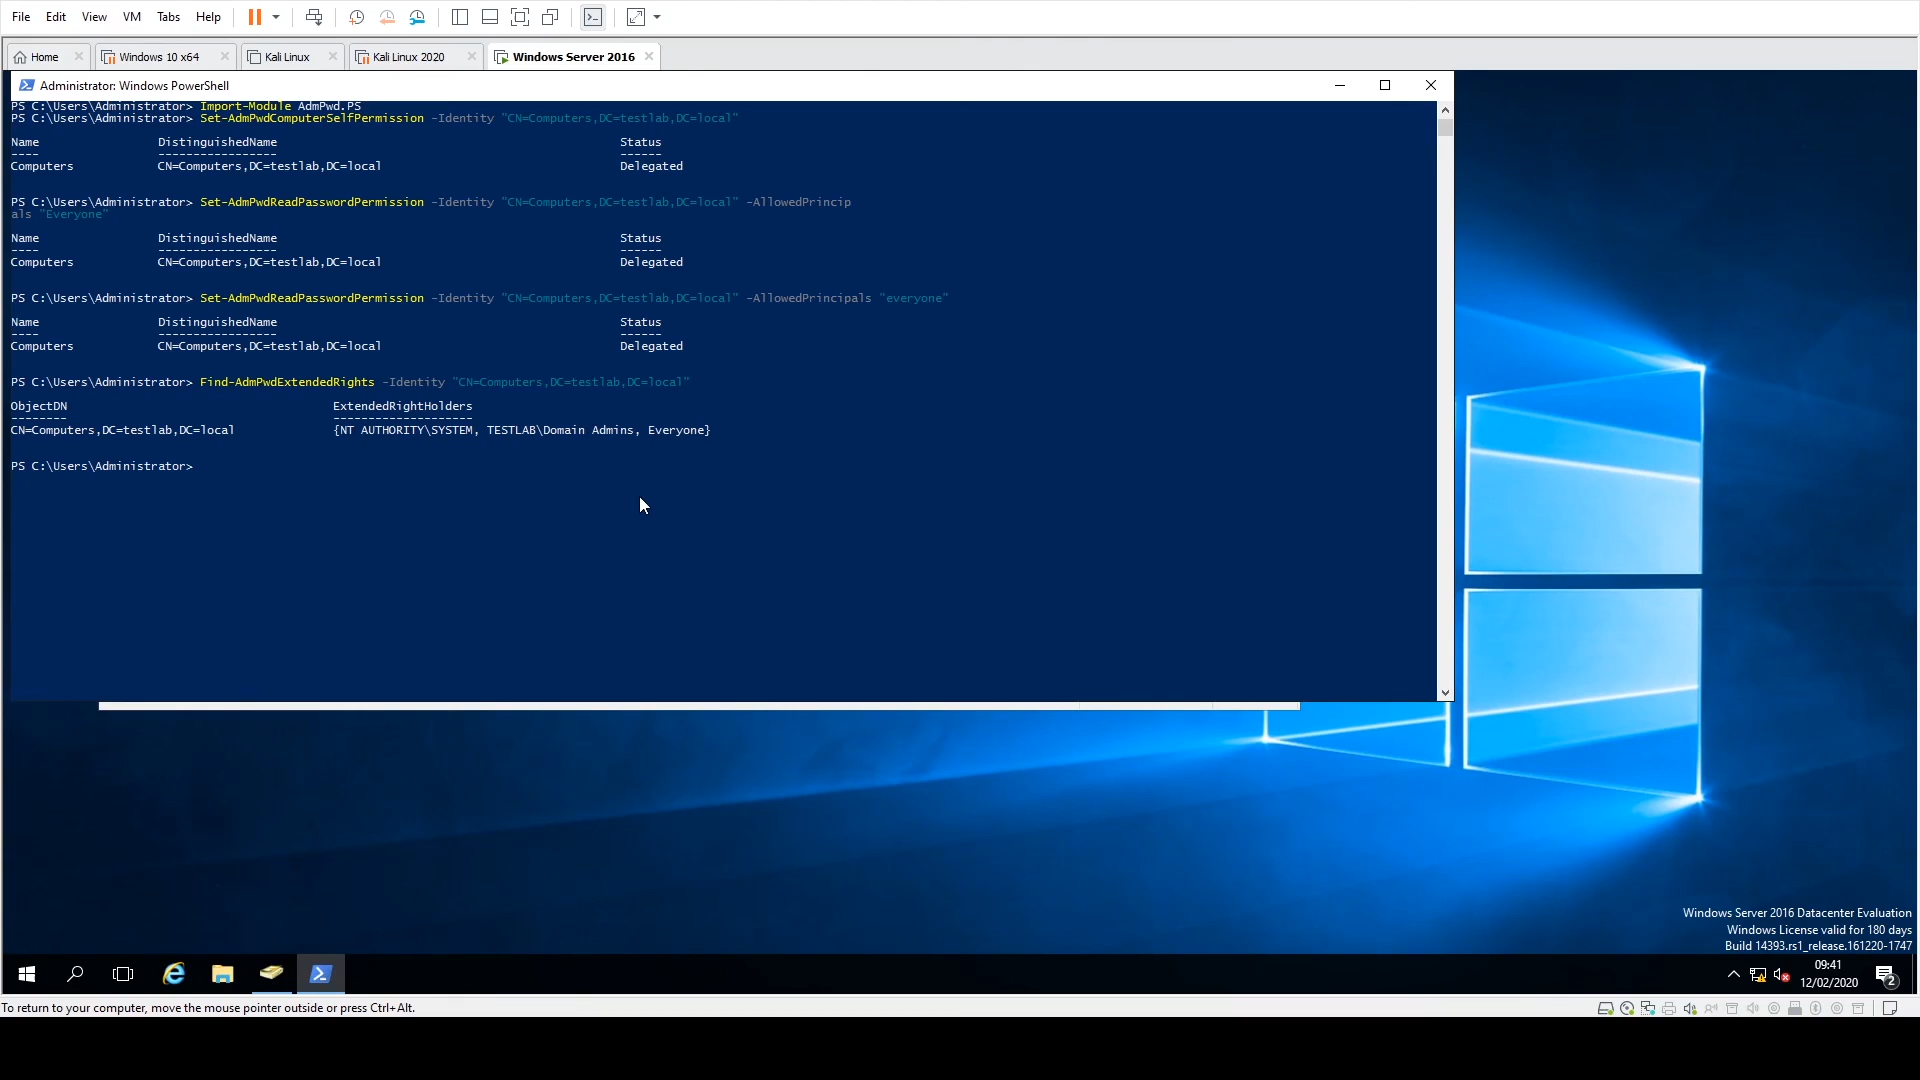 File Edit View VM Tabs Help
Home Windows 10 x64 Kali Linux Kali Linux 2020 Windows Server 2016
Administrator: Windows PowerShell
PS C:\Users\Administrator> Import-Module AdmPwd.PS
PS C:\Users\Administrator> Set-AdmPwdComputerSelfPermission -Identity "CN=Computers,DC=testlab,DC=local"
Name DistinguishedName Status
---- ----------------- ------
Computers CN=Computers,DC=testlab,DC=local Delegated
PS C:\Users\Administrator> Set-AdmPwdReadPasswordPermission -Identity "CN=Computers,DC=testlab,DC=local" -AllowedPrincip
als "Everyone"
Name DistinguishedName Status
---- ----------------- ------
Computers CN=Computers,DC=testlab,DC=local Delegated
PS C:\Users\Administrator> Set-AdmPwdReadPasswordPermission -Identity "CN=Computers,DC=testlab,DC=local" -AllowedPrincipals "everyone"
Name DistinguishedName Status
---- ----------------- ------
Computers CN=Computers,DC=testlab,DC=local Delegated
PS C:\Users\Administrator> Find-AdmPwdExtendedRights -Identity "CN=Computers,DC=testlab,DC=local"
ObjectDN ExtendedRightHolders
-------- --------------------
CN=Computers,DC=testlab,DC=local {NT AUTHORITY\SYSTEM, TESTLAB\Domain Admins, Everyone}
PS C:\Users\Administrator>
Windows Server 2016 Datacenter Evaluation
Windows License valid for 180 days
Build 14393.rs1_release.161220-1747
09:41
12/02/2020
2
To return to your computer, move the mouse pointer outside or press Ctrl+Alt.